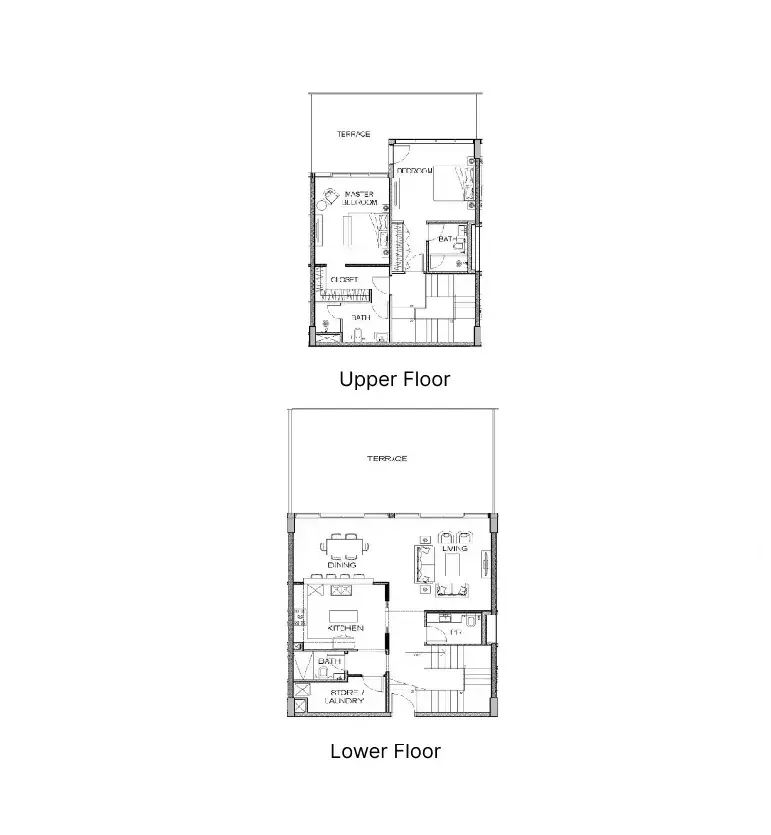 TERRACE
BEDROOM
MASTER
BEDROOM
BATH
CLOSET
BATH
Upper Floor
TERRACE
LIVING
DINING
KITCHEN
BATH
STORE /
LAUNDRY
Lower Floor